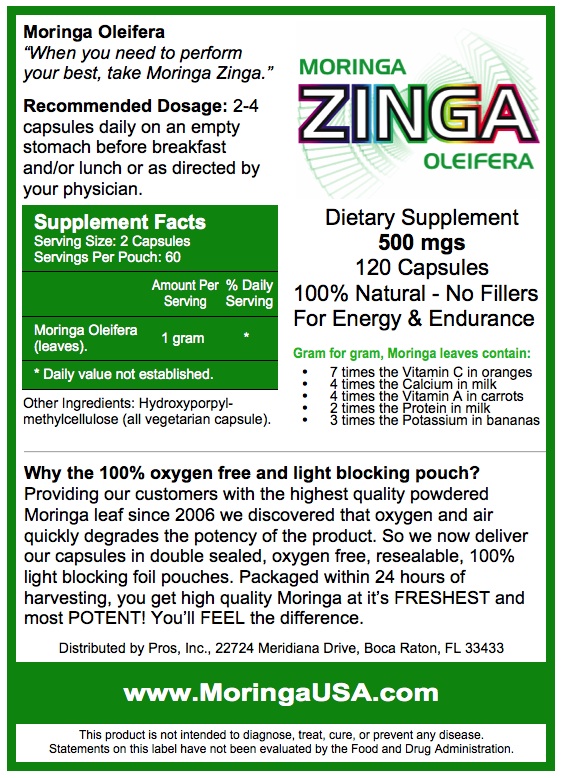 Moringa Oleifera
“When you need to perform
your best, take Moringa Zinga.”
Recommended Dosage: 2-4
capsules daily on an empty
stomach before breakfast
and/or lunch or as directed by
your physician.
MORINGA
ZINGA
OLEIFERA
Supplement Facts
Serving Size: 2 Capsules
Servings Per Pouch: 60
Amount Per % Daily
Serving Serving
Moringa Oleifera
(leaves). 1 gram *
* Daily value not established.
Other Ingredients: Hydroxyporpyl-
methylcellulose (all vegetarian capsule).
Dietary Supplement
500 mgs
120 Capsules
100% Natural - No Fillers
For Energy & Endurance
Gram for gram, Moringa leaves contain:
• 7 times the Vitamin C in oranges
• 4 times the Calcium in milk
• 4 times the Vitamin A in carrots
• 2 times the Protein in milk
• 3 times the Potassium in bananas
Why the 100% oxygen free and light blocking pouch?
Providing our customers with the highest quality powdered
Moringa leaf since 2006 we discovered that oxygen and air
quickly degrades the potency of the product. So we now deliver
our capsules in double sealed, oxygen free, resealable, 100%
light blocking foil pouches. Packaged within 24 hours of
harvesting, you get high quality Moringa at it’s FRESHEST and
most POTENT! You’ll FEEL the difference.
Distributed by Pros, Inc., 22724 Meridiana Drive, Boca Raton, FL 33433
www.MoringaUSA.com
This product is not intended to diagnose, treat, cure, or prevent any disease.
Statements on this label have not been evaluated by the Food and Drug Administration.